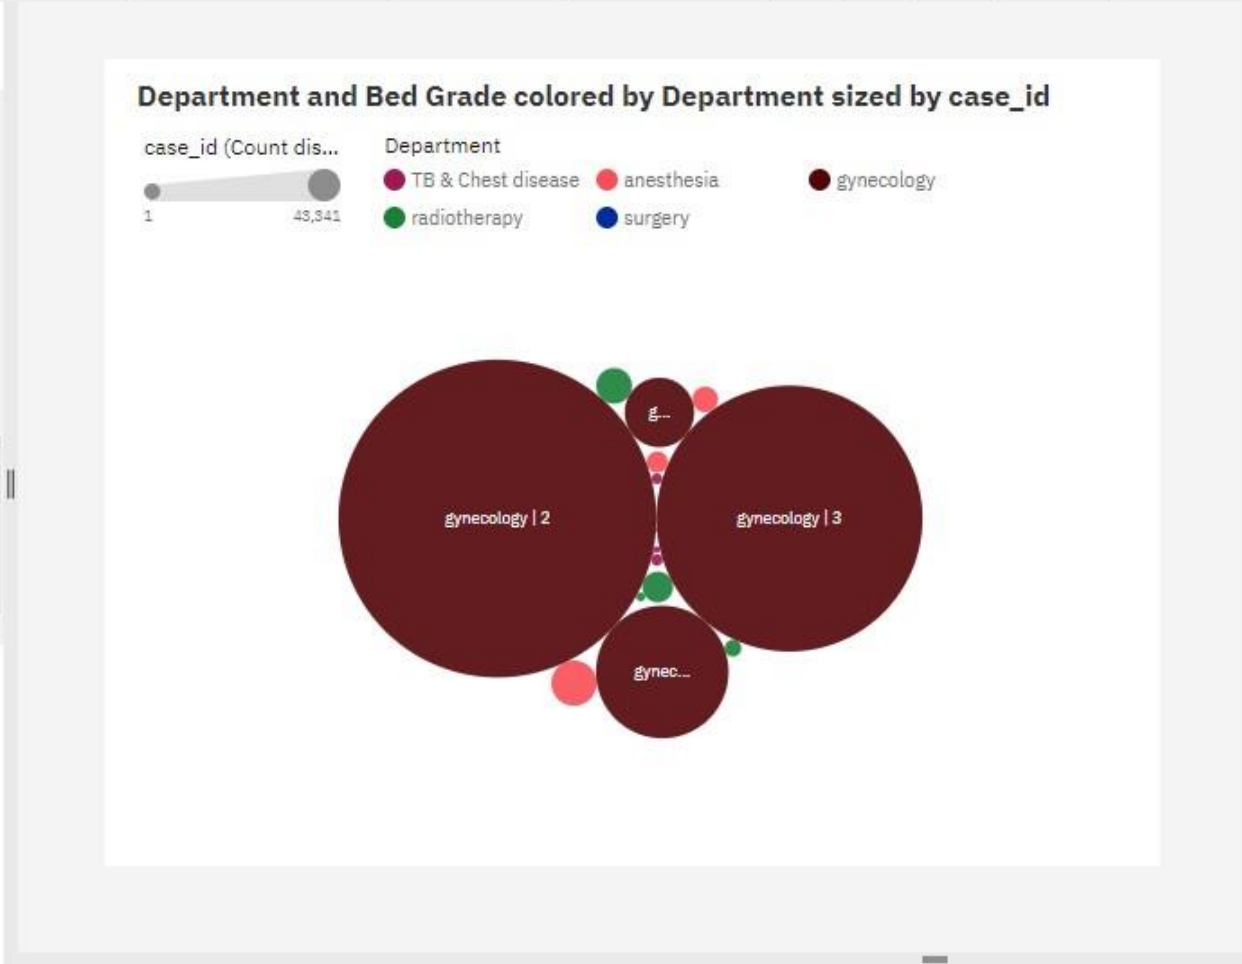 Department and Bed Grade colored by Department sized by case_id
case_id (Count dis...
Department
TB & Chest disease
anesthesia
gynecology
1
43,341
radiotherapy
surgery
g...
gynecology | 2
gynecology | 3
gynec...